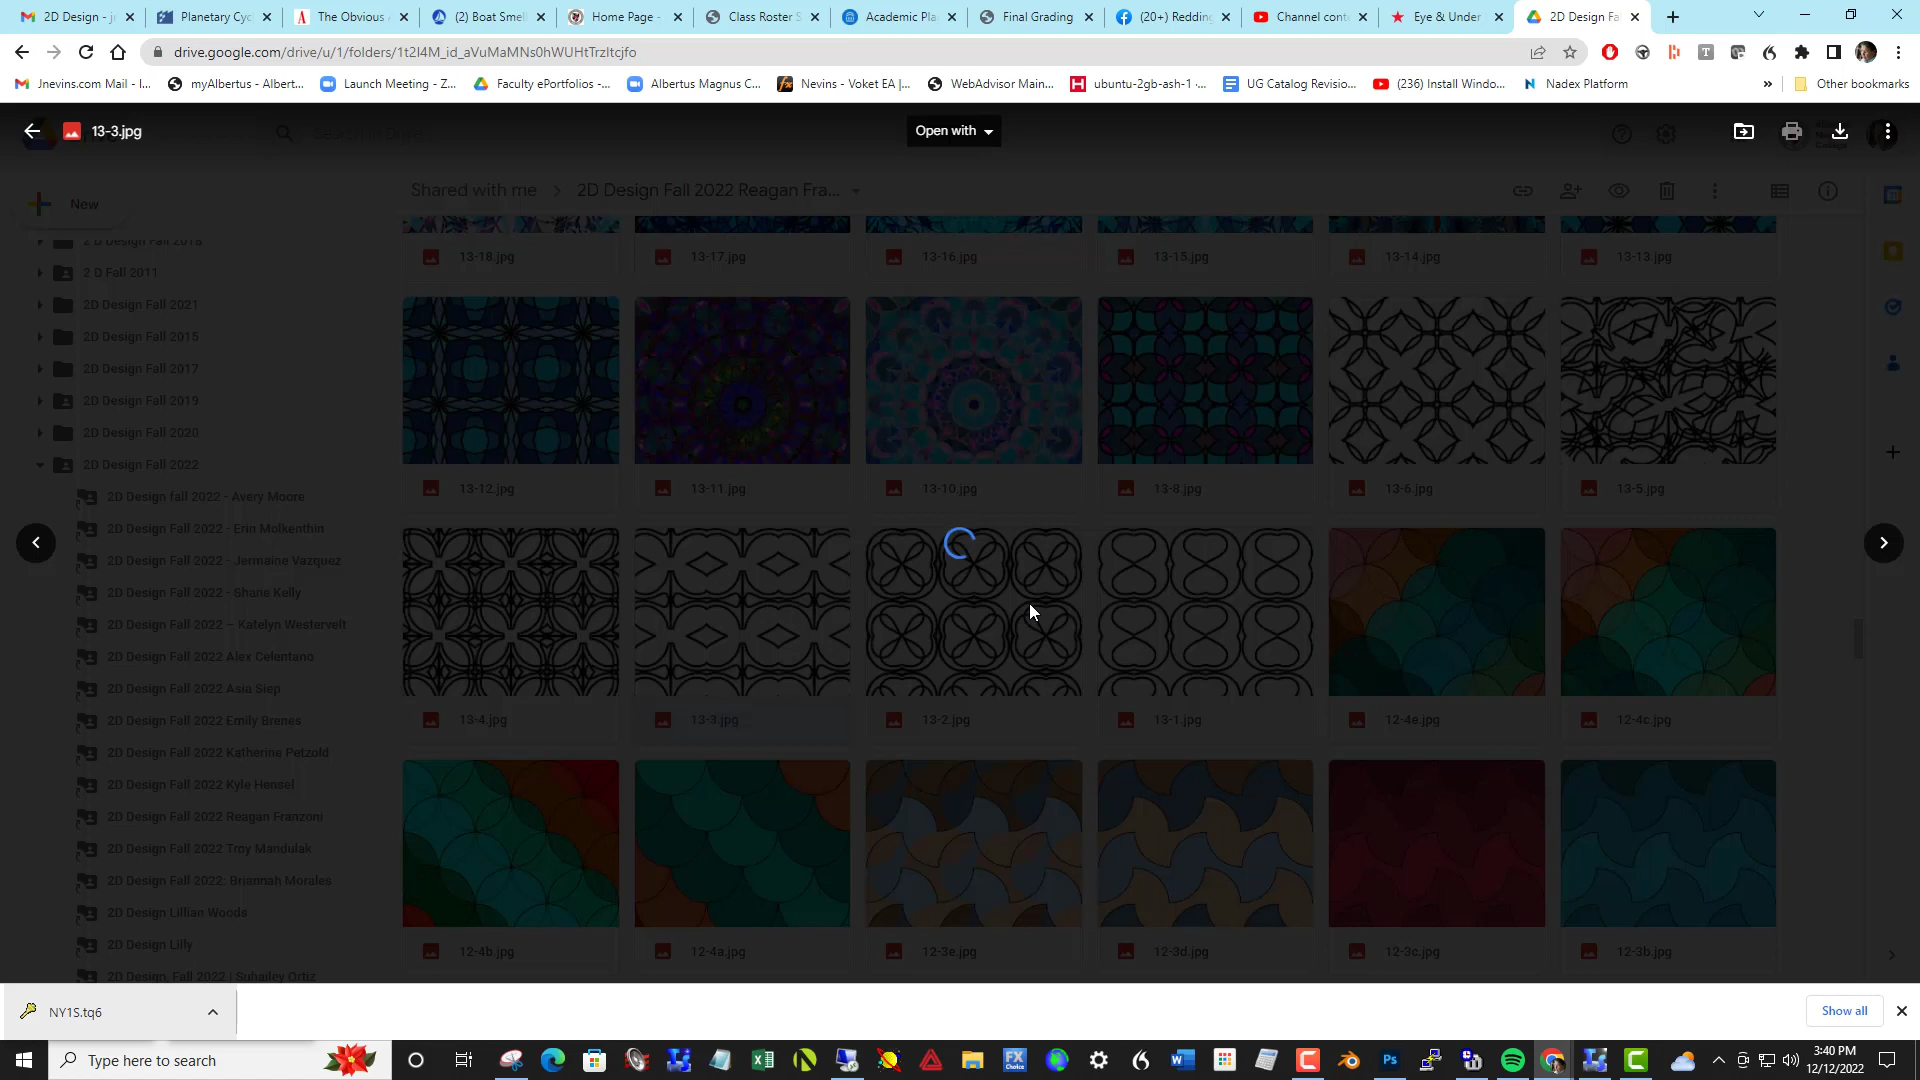 2D Design - jn
Planetary Cycl
The Obvious A
(2) Boat Smell
Home Page -
Class Roster S
Academic Pla
Final Grading
(20+) Redding
Channel conte
Eye & Under
2D Design Fa
drive.google.com/drive/u/1/folders/1t2I4M_id_aVuMaMNs0hWUHtTrzItcjfo
Jnevins.com Mail - I...
myAlbertus - Albert...
Launch Meeting - Z...
Faculty ePortfolios -...
Albertus Magnus C...
Nevins - Voket EA |...
WebAdvisor Main...
ubuntu-2gb-ash-1 ·...
UG Catalog Revisio...
(236) Install Windo...
Nadex Platform
»
Other bookmarks
13-3.jpg
Open with
New
Shared with me > 2D Design Fall 2022 Reagan Fra...
2 D Design Fall 2018
2 D Fall 2011
2D Design Fall 2021
2D Design Fall 2015
2D Design Fall 2017
2D Design Fall 2019
2D Design Fall 2020
2D Design Fall 2022
2D Design fall 2022 - Avery Moore
2D Design Fall 2022 - Erin Molkenthin
2D Design Fall 2022 - Jermaine Vazquez
2D Design Fall 2022 - Shane Kelly
2D Design Fall 2022 – Katelyn Westervelt
2D Design Fall 2022 Alex Celentano
2D Design Fall 2022 Asia Siep
2D Design Fall 2022 Emily Brenes
2D Design Fall 2022 Katherine Petzold
2D Design Fall 2022 Kyle Hensel
2D Design Fall 2022 Reagan Franzoni
2D Design Fall 2022 Troy Mandulak
2D Design Fall 2022: Briannah Morales
2D Design Lillian Woods
2D Design Lilly
2D Design, Fall 2022 | Suhailey Ortiz
13-18.jpg
13-17.jpg
13-16.jpg
13-15.jpg
13-14.jpg
13-13.jpg
13-12.jpg
13-11.jpg
13-10.jpg
13-8.jpg
13-6.jpg
13-5.jpg
13-4.jpg
13-3.jpg
13-2.jpg
13-1.jpg
12-4e.jpg
12-4c.jpg
12-4b.jpg
12-4a.jpg
12-3e.jpg
12-3d.jpg
12-3c.jpg
12-3b.jpg
NY1S.tq6
Show all
Type here to search
3:40 PM
12/12/2022